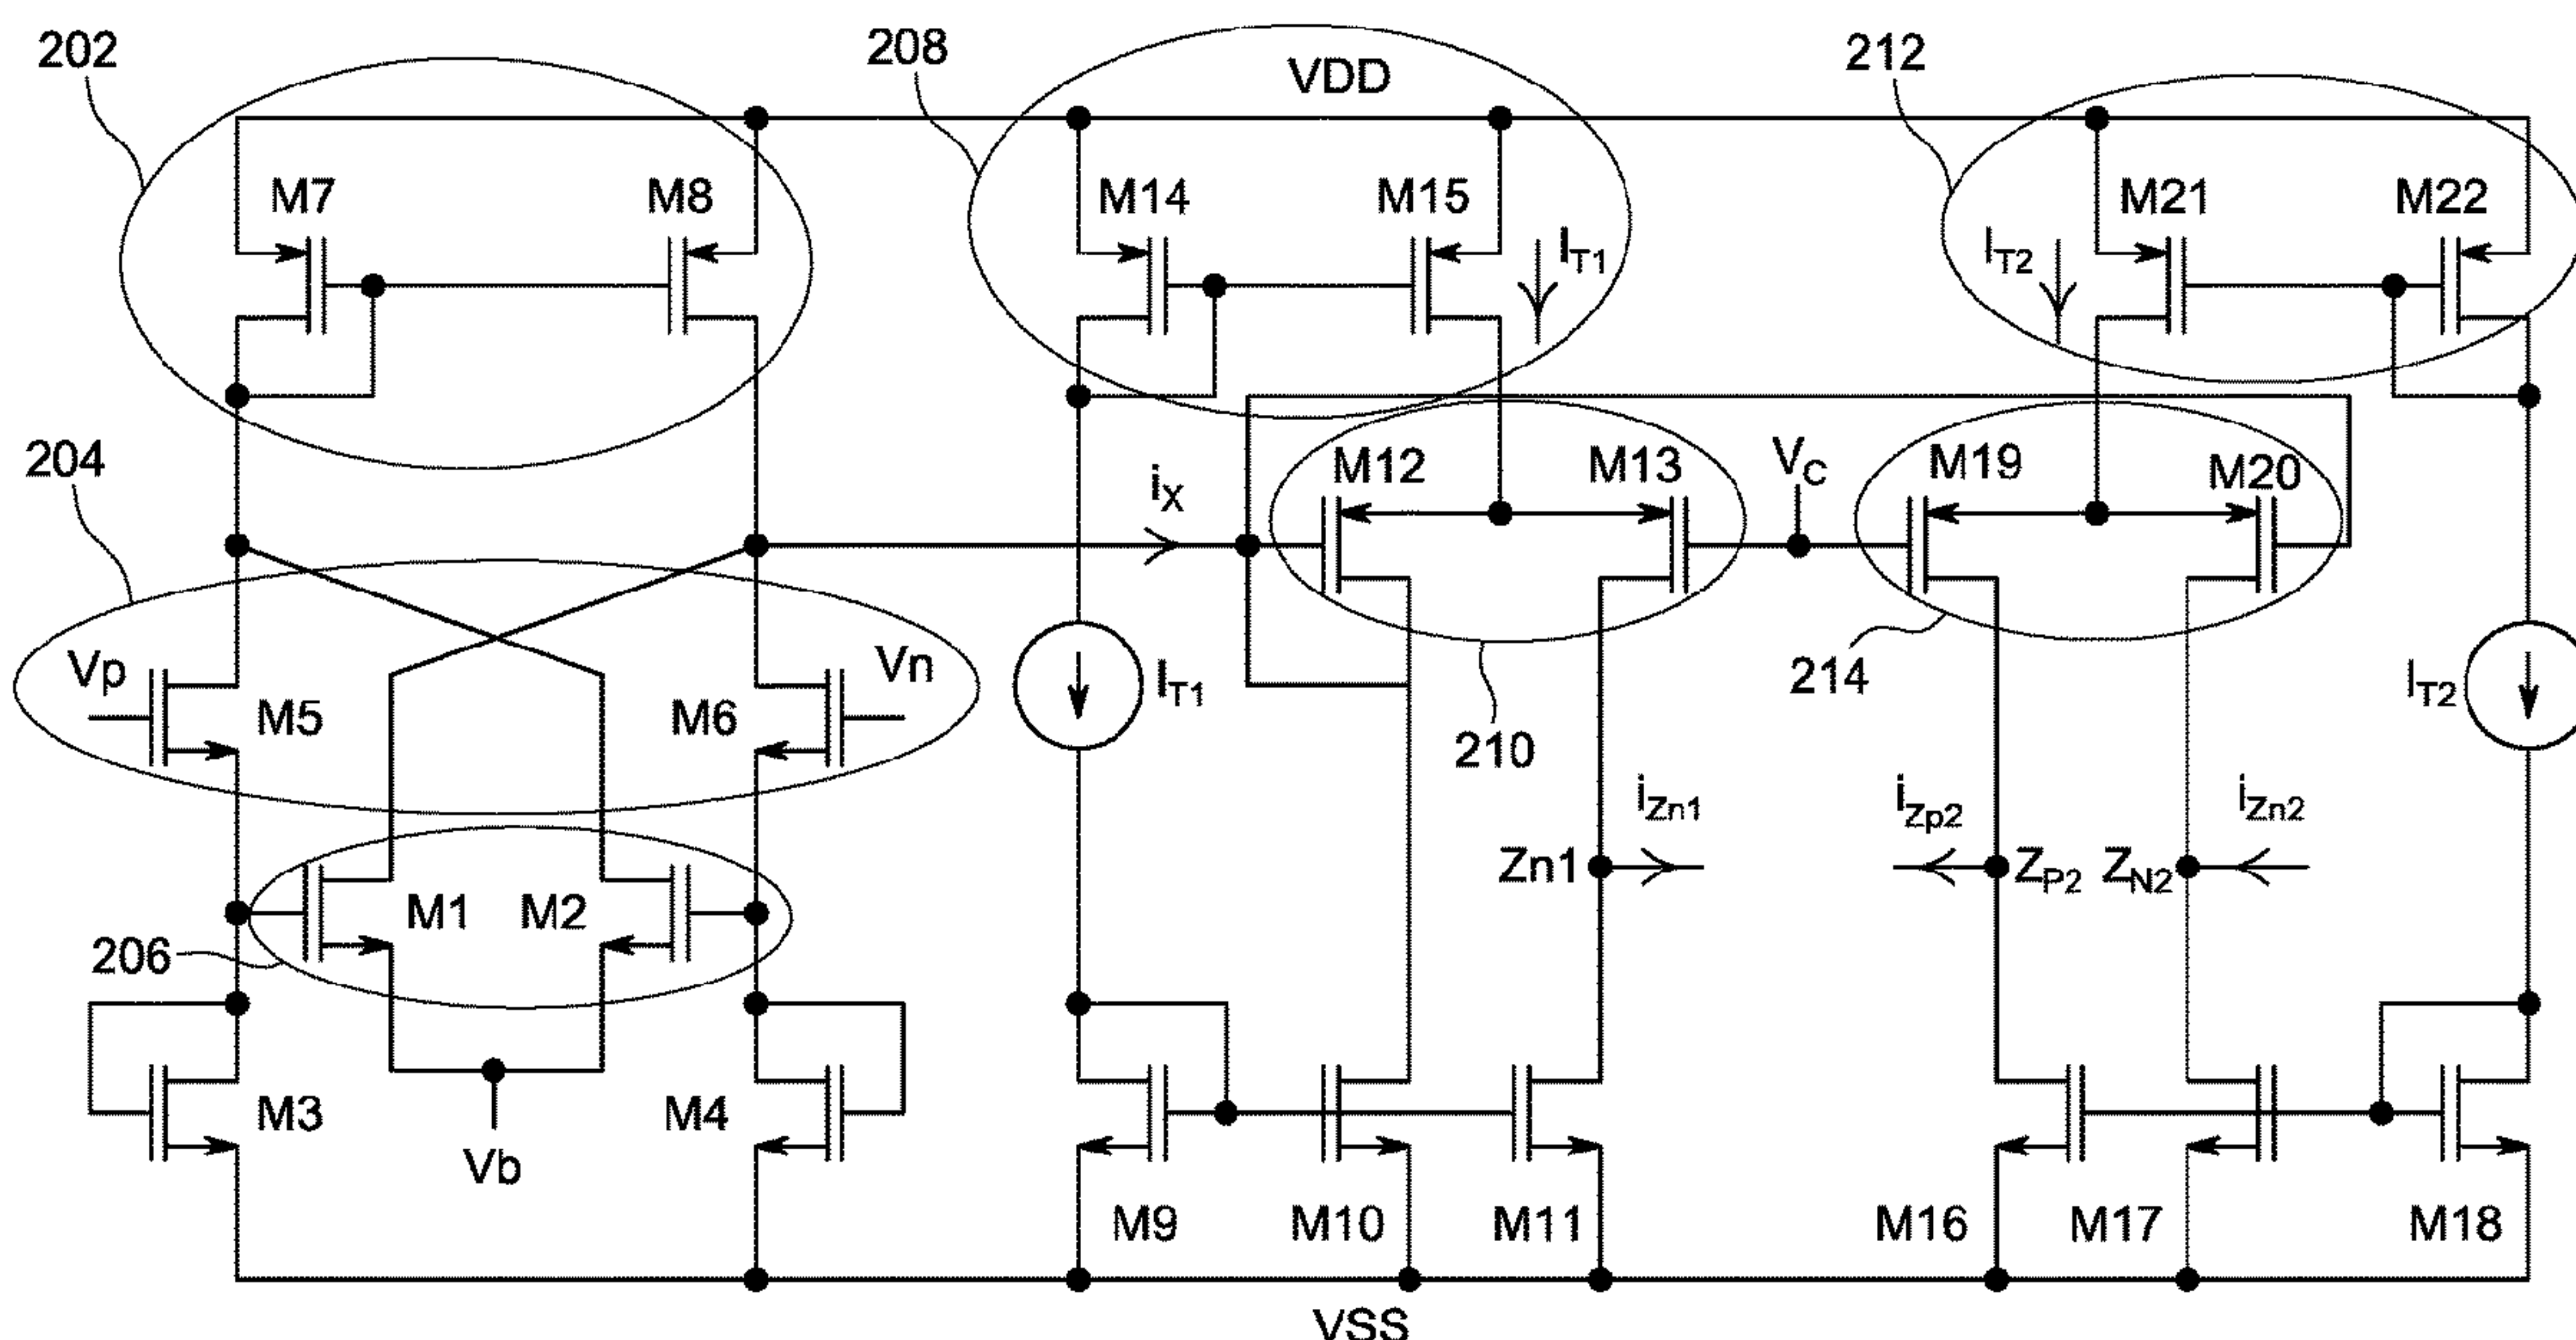 202
208
VDD
212
M7
M8
M14
M15
I_T1
I_T2
M21
M22
204
i_X
M12
M13
V_C
M19
M20
Vp
M5
M6
Vn
I_T1
210
214
I_T2
i_Zn1
i_Zp2
i_Zn2
Zn1
Z_P2
Z_N2
M1
M2
206
M3
Vb
M4
M9
M10
M11
M16
M17
M18
VSS